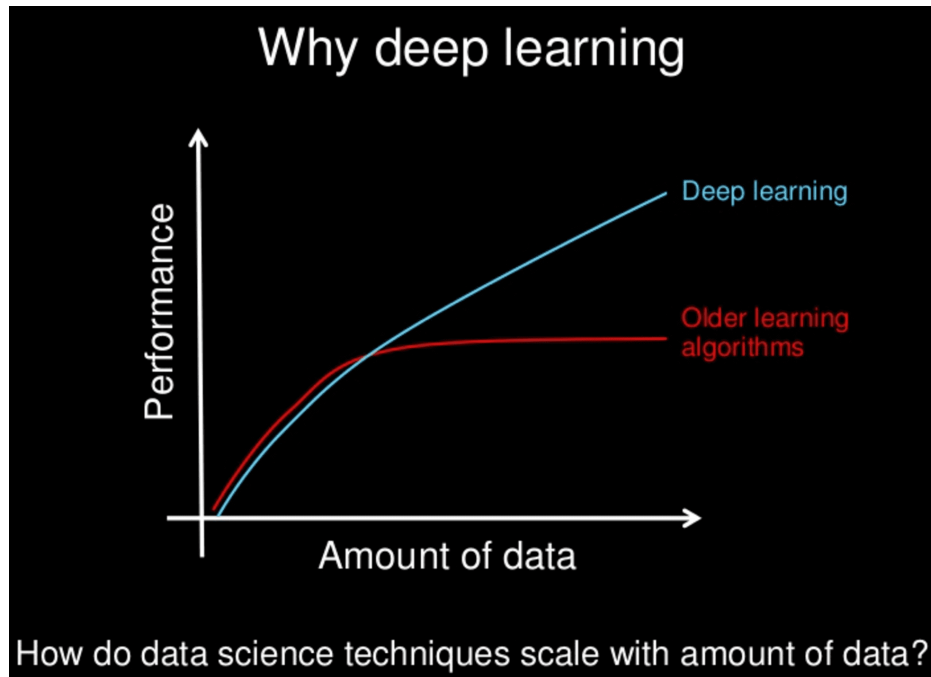 Why deep learning
Performance
Deep learning
Older learning
algorithms
Amount of data
How do data science techniques scale with amount of data?